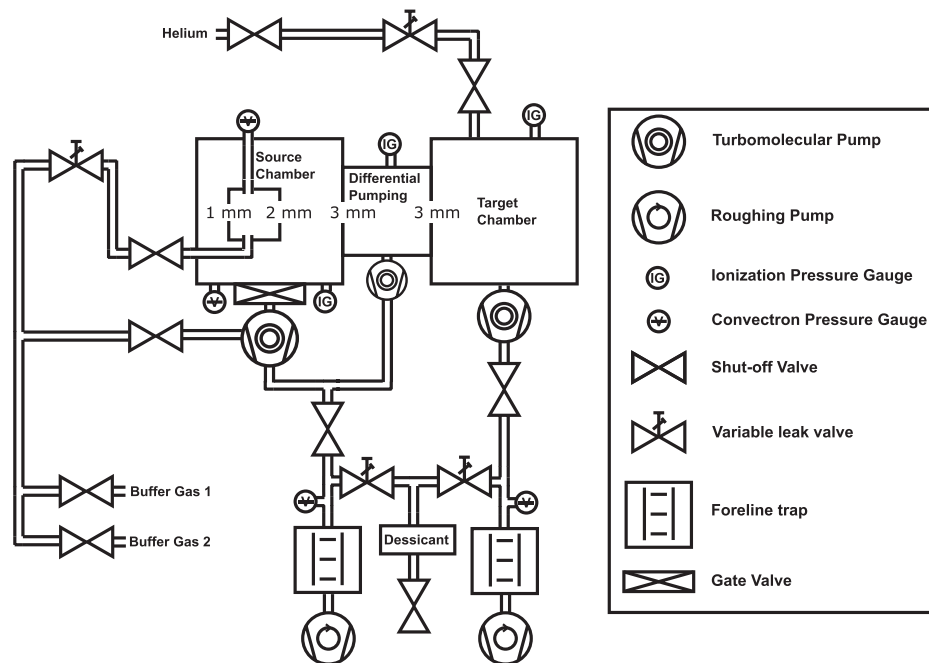 Helium
IG
IG
Source
Chamber
Differential
Pumping
Target
Chamber
1 mm
2 mm
3 mm
3 mm
IG
Buffer Gas 1
Buffer Gas 2
Dessicant
Turbomolecular Pump
Roughing Pump
IG
Ionization Pressure Gauge
Convectron Pressure Gauge
Shut-off Valve
Variable leak valve
Foreline trap
Gate Valve